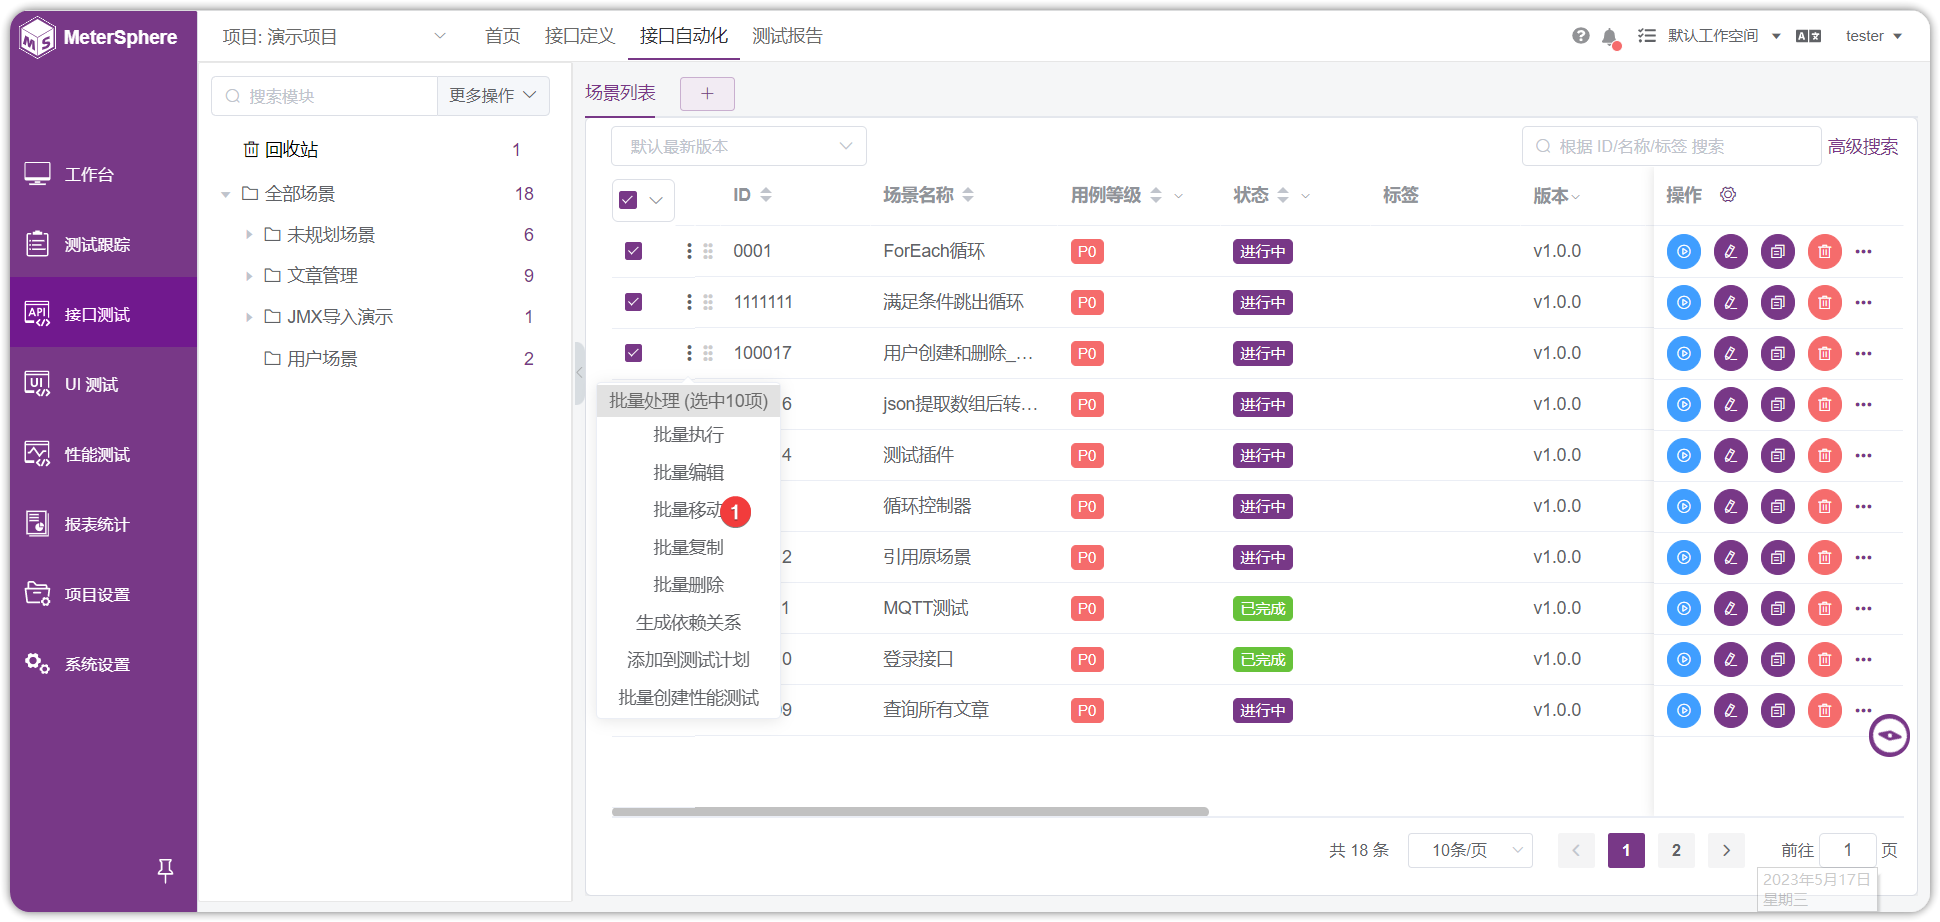 MeterSphere
项目: 演示项目
首页
接口定义
接口自动化
测试报告
默认工作空间
tester
工作台
测试跟踪
接口测试
UI 测试
性能测试
报表统计
项目设置
系统设置
搜索模块
更多操作
回收站 1
全部场景 18
未规划场景 6
文章管理 9
JMX导入演示 1
用户场景 2
场景列表
+
默认最新版本
根据 ID/名称/标签 搜索
高级搜索
ID 场景名称 用例等级 状态 标签 版本 操作
0001 ForEach循环 P0 进行中 v1.0.0
1111111 满足条件跳出循环 P0 进行中 v1.0.0
100017 用户创建和删除_... P0 进行中 v1.0.0
6 json提取数组后转... P0 进行中 v1.0.0
4 测试插件 P0 进行中 v1.0.0
循环控制器 P0 进行中 v1.0.0
2 引用原场景 P0 进行中 v1.0.0
1 MQTT测试 P0 已完成 v1.0.0
0 登录接口 P0 已完成 v1.0.0
9 查询所有文章 P0 进行中 v1.0.0
批量处理 (选中10项)
批量执行
批量编辑
批量移动 1
批量复制
批量删除
生成依赖关系
添加到测试计划
批量创建性能测试
共 18 条
10条/页
1
2
前往 1 页
2023年5月17日
星期三